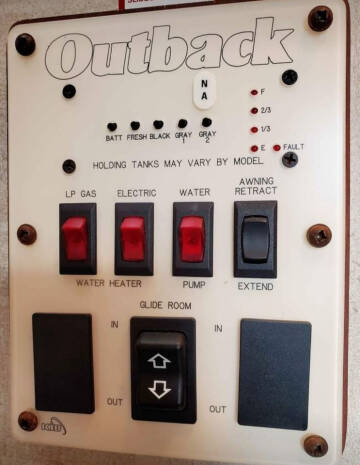 Outback
N
A
F
2/3
1/3
E FAULT
BATT FRESH BLACK GRAY 1 GRAY 2
HOLDING TANKS MAY VARY BY MODEL
LP GAS ELECTRIC WATER AWNING RETRACT
WATER HEATER PUMP EXTEND
GLIDE ROOM
IN IN
OUT OUT
KIB